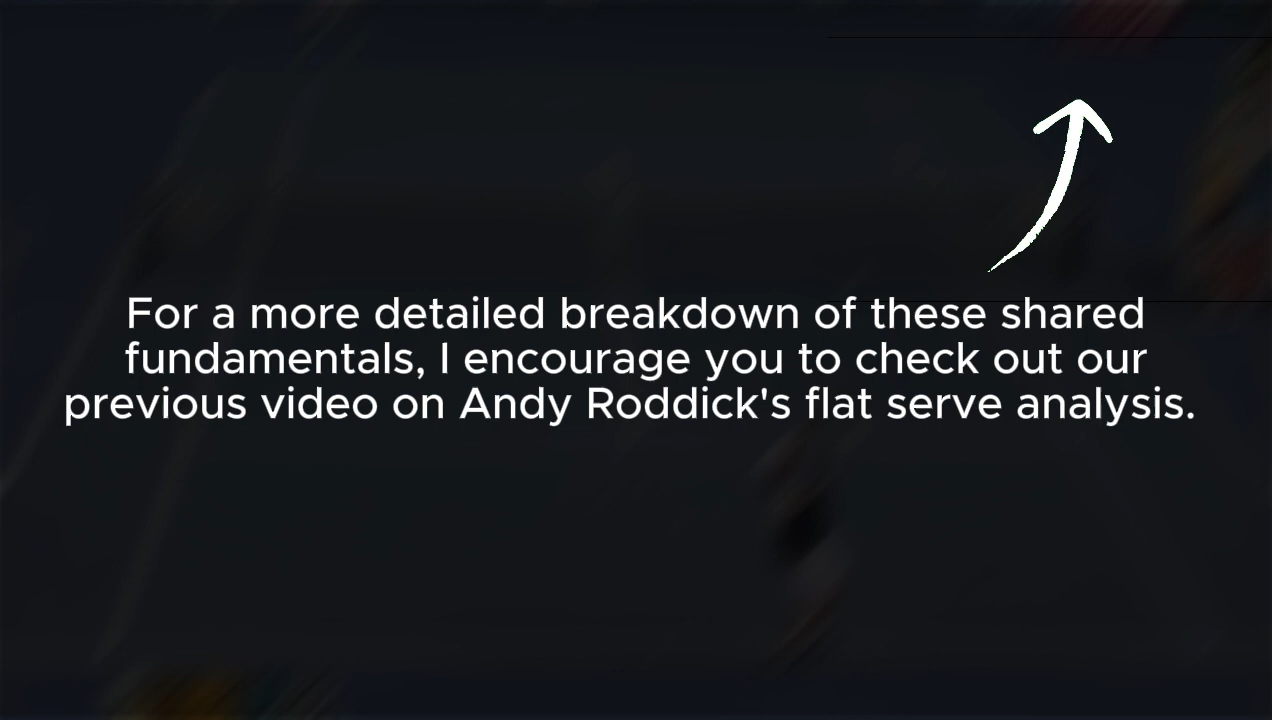 For a more detailed breakdown of these shared
fundamentals, I encourage you to check out our
previous video on Andy Roddick's flat serve analysis.